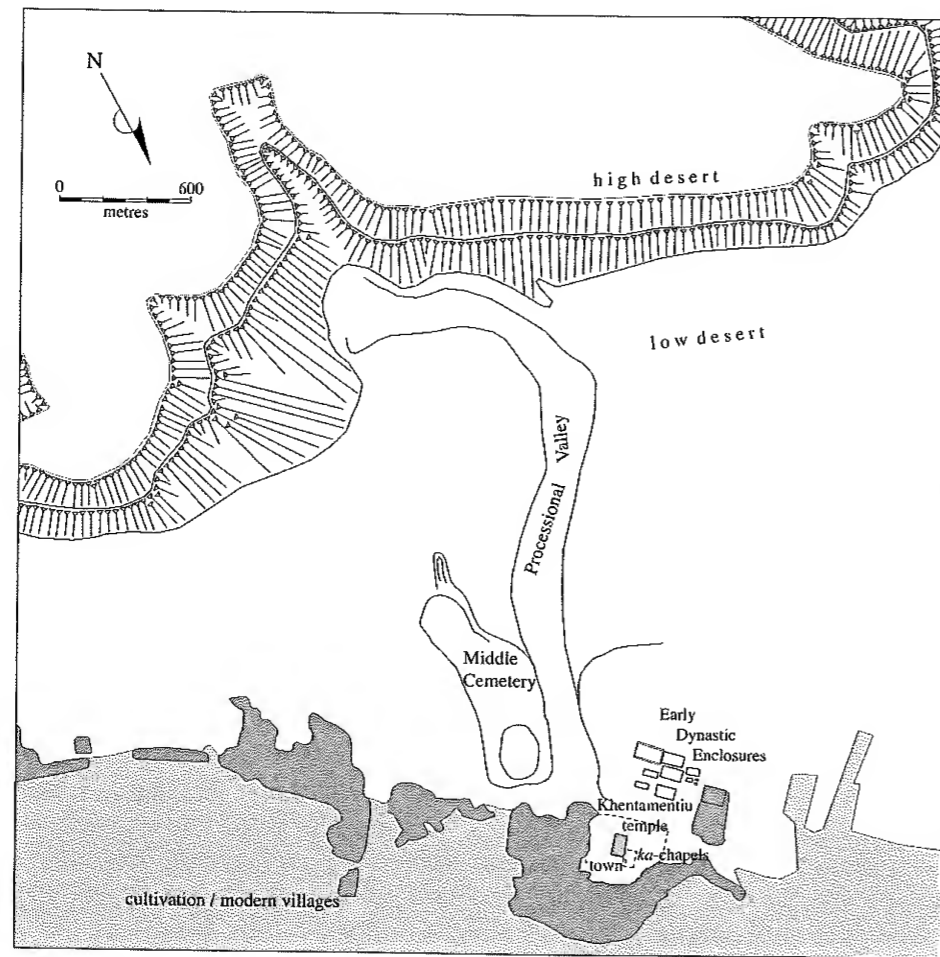 N
0 600
metres
high desert
low desert
Processional Valley
Middle
Cemetery
Early
Dynastic
Enclosures
Khentamentiu
temple
ka-chapels
town
cultivation / modern villages